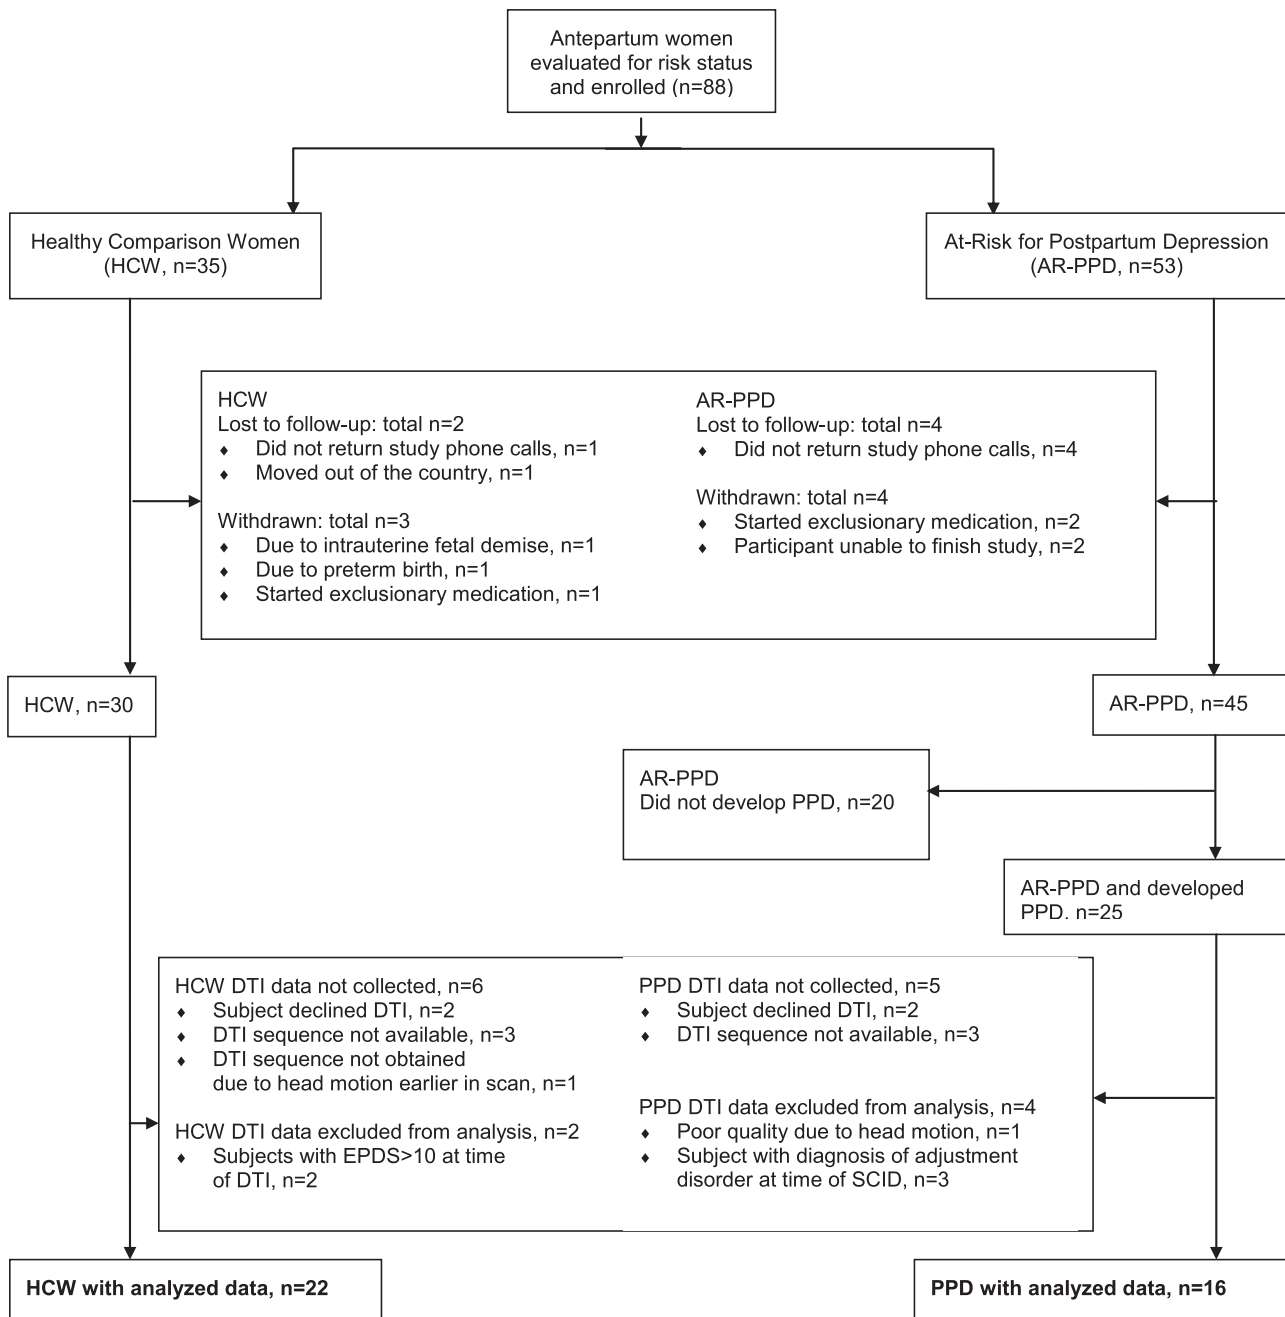 Antepartum women
evaluated for risk status
and enrolled (n=88)
Healthy Comparison Women
(HCW, n=35)
At-Risk for Postpartum Depression
(AR-PPD, n=53)
HCW
Lost to follow-up: total n=2
♦ Did not return study phone calls, n=1
♦ Moved out of the country, n=1
Withdrawn: total n=3
♦ Due to intrauterine fetal demise, n=1
♦ Due to preterm birth, n=1
♦ Started exclusionary medication, n=1
AR-PPD
Lost to follow-up: total n=4
♦ Did not return study phone calls, n=4
Withdrawn: total n=4
♦ Started exclusionary medication, n=2
♦ Participant unable to finish study, n=2
HCW, n=30
AR-PPD, n=45
AR-PPD
Did not develop PPD, n=20
AR-PPD and developed
PPD. n=25
HCW DTI data not collected, n=6
♦ Subject declined DTI, n=2
♦ DTI sequence not available, n=3
♦ DTI sequence not obtained
due to head motion earlier in scan, n=1
HCW DTI data excluded from analysis, n=2
♦ Subjects with EPDS>10 at time
of DTI, n=2
PPD DTI data not collected, n=5
♦ Subject declined DTI, n=2
♦ DTI sequence not available, n=3
PPD DTI data excluded from analysis, n=4
♦ Poor quality due to head motion, n=1
♦ Subject with diagnosis of adjustment
disorder at time of SCID, n=3
HCW with analyzed data, n=22
PPD with analyzed data, n=16